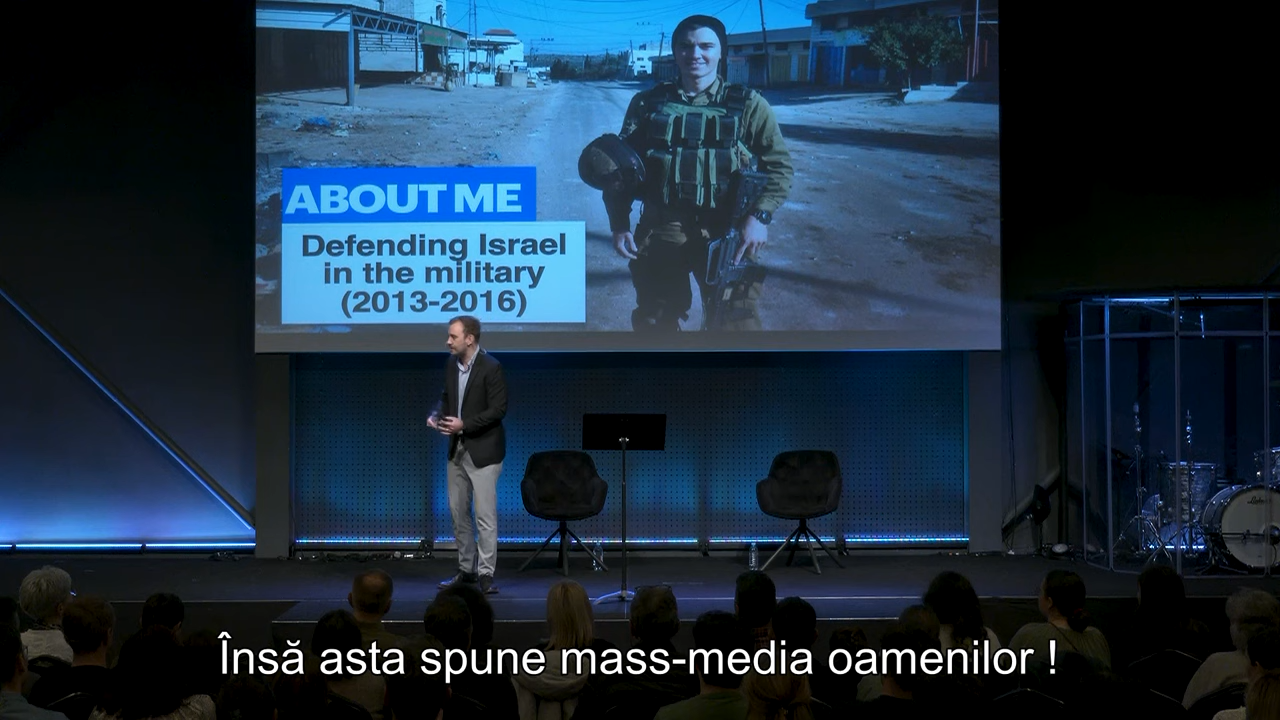 ABOUT ME
Defending Israel
in the military
(2013-2016)
Însă asta spune mass-media oamenilor !